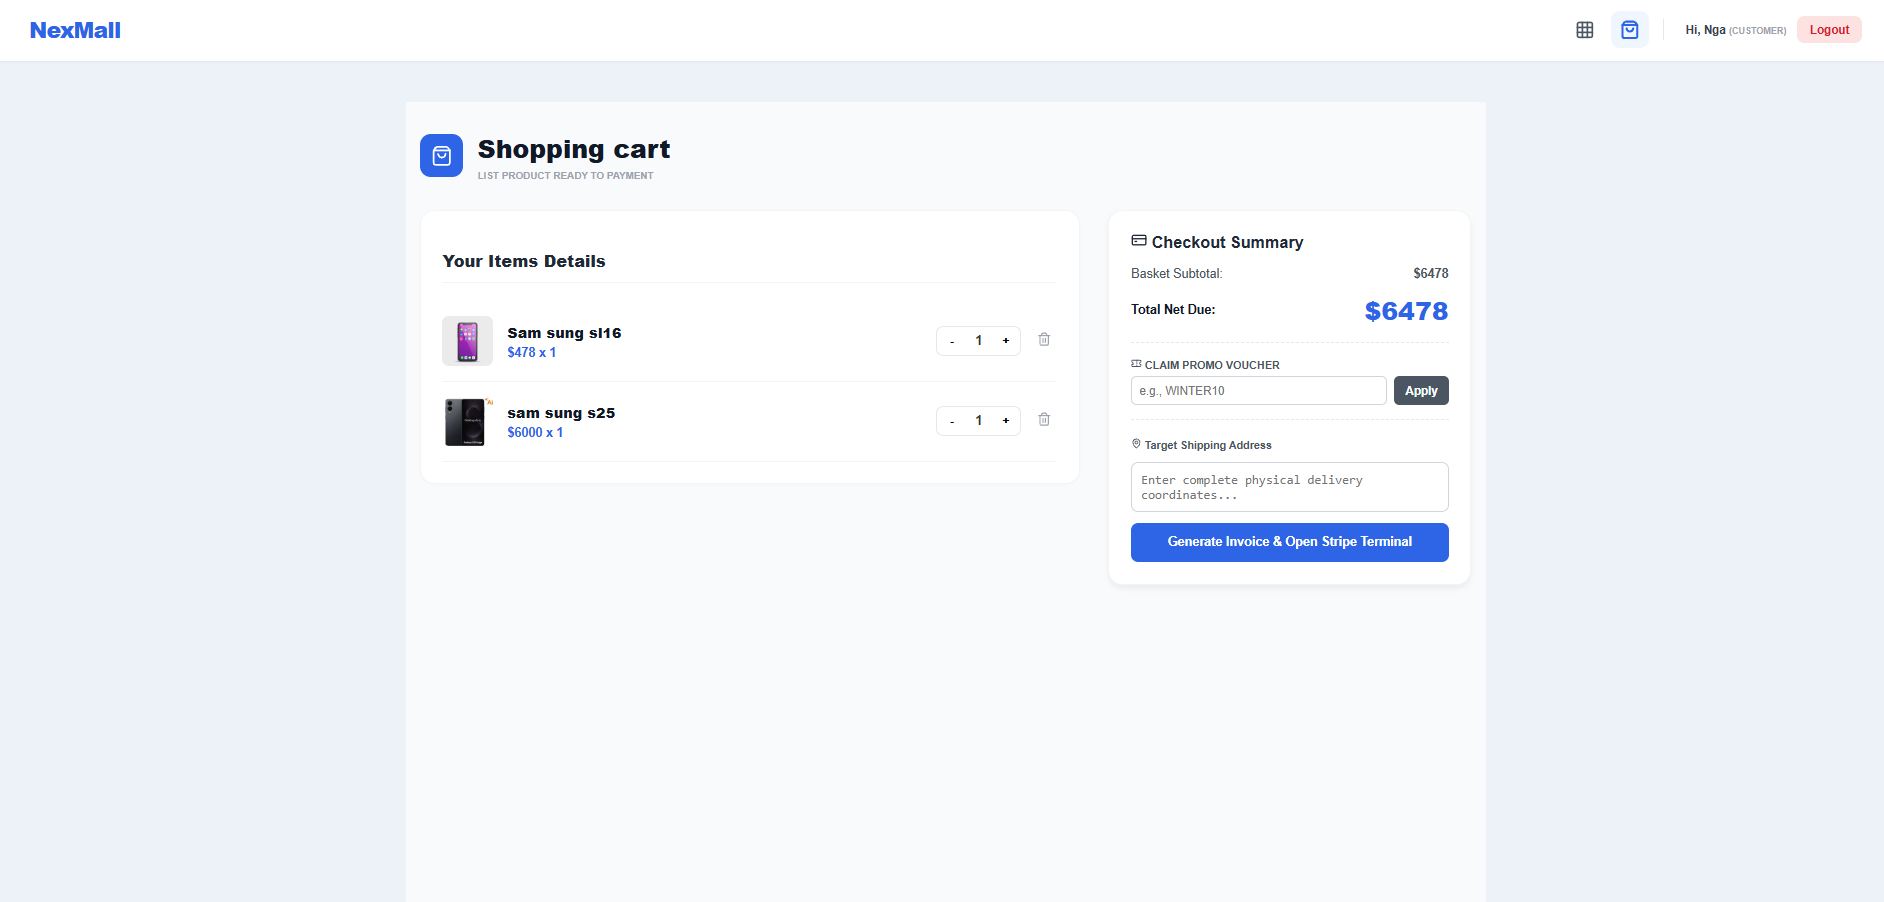 NexMall
Hi, Nga (CUSTOMER)
Logout
Shopping cart
LIST PRODUCT READY TO PAYMENT
Your Items Details
Sam sung sl16
$478 x 1
- 1 +
sam sung s25
$6000 x 1
- 1 +
Checkout Summary
Basket Subtotal: $6478
Total Net Due: $6478
CLAIM PROMO VOUCHER
e.g., WINTER10
Apply
Target Shipping Address
Enter complete physical delivery
coordinates...
Generate Invoice & Open Stripe Terminal